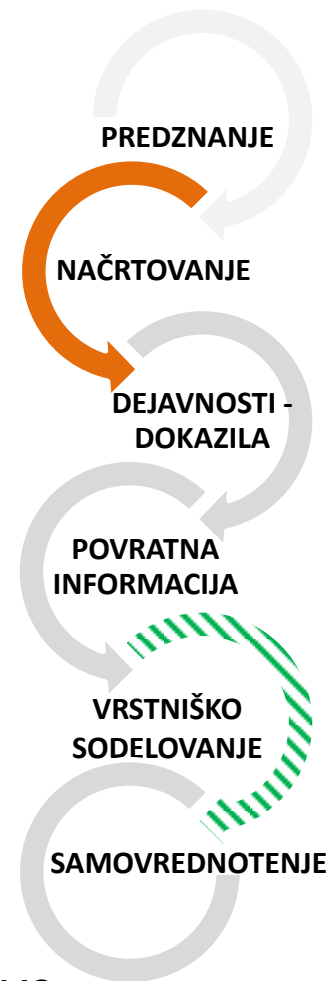 PREDZNANJE
NAČRTOVANJE
DEJAVNOSTI -
DOKAZILA
POVRATNA
INFORMACIJA
VRSTNIŠKO
SODELOVANJE
SAMOVREDNOTENJE